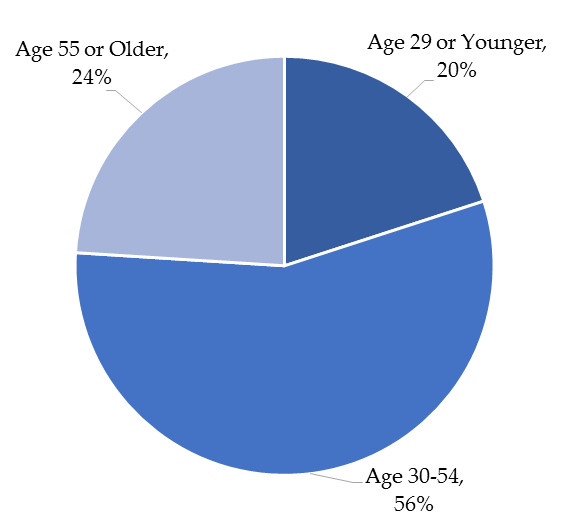 Age 55 or Older,
24%
Age 29 or Younger,
20%
Age 30-54,
56%